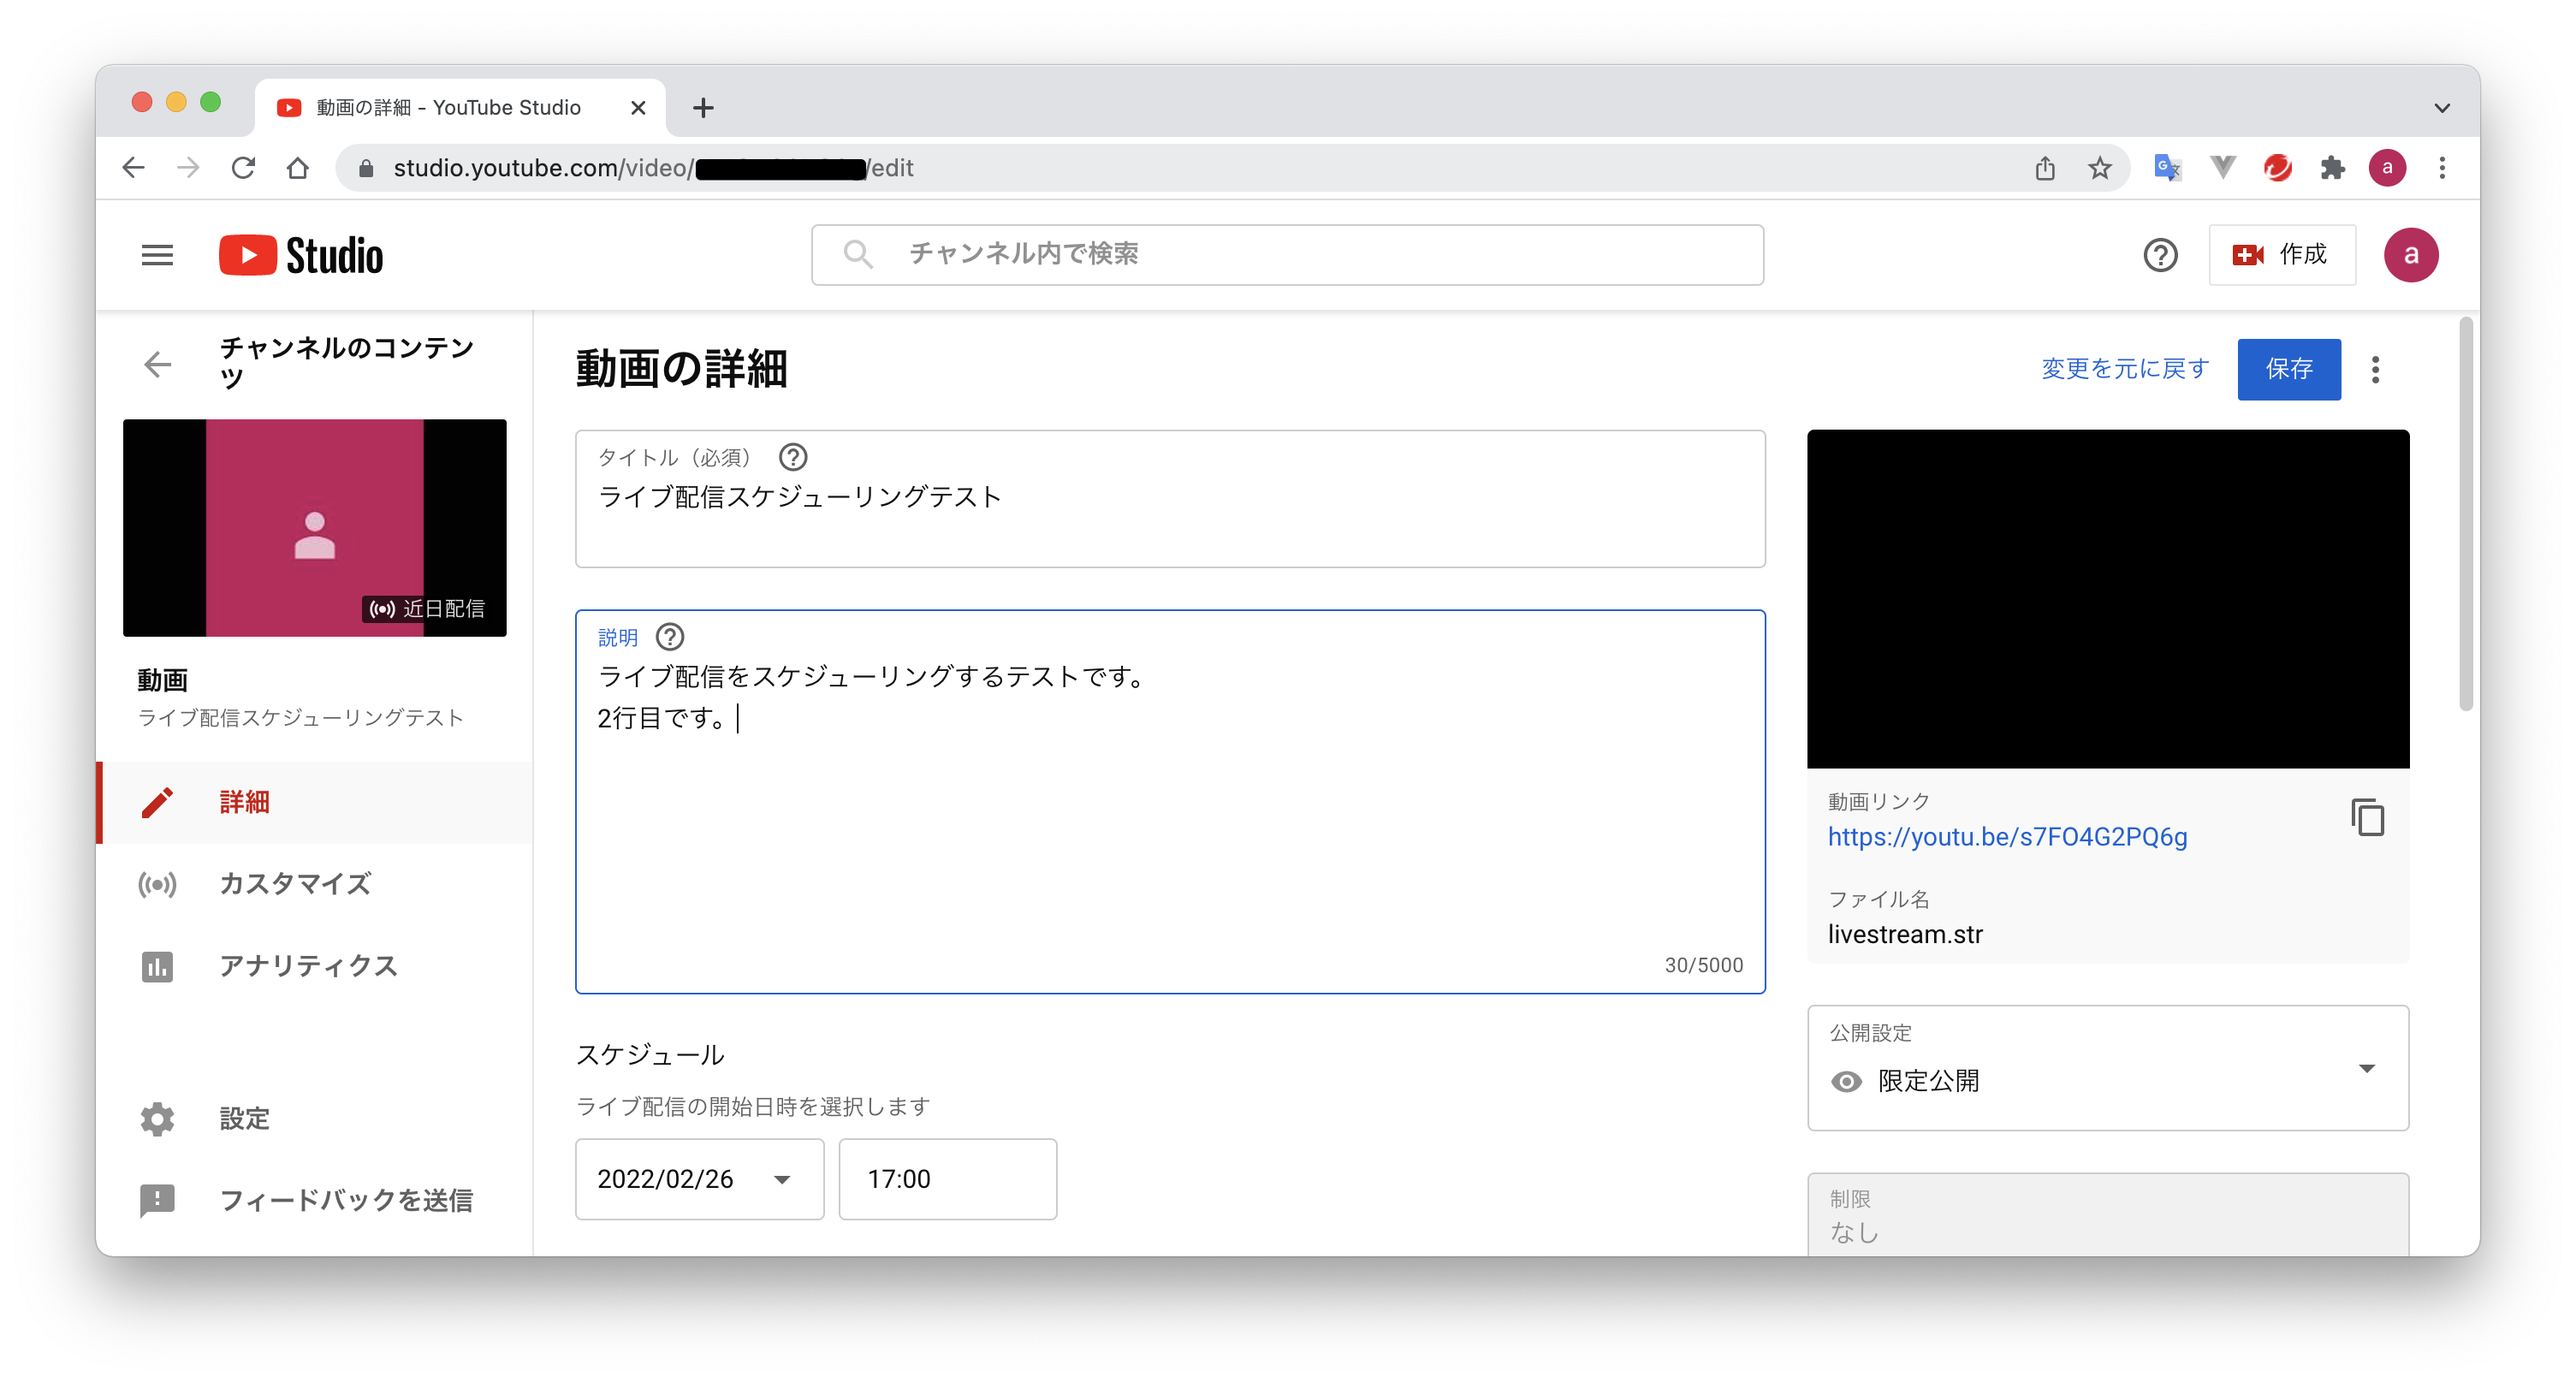 動画の詳細 - YouTube Studio
studio.youtube.com/video/
/edit
a
Studio
チャンネル内で検索
作成
a
チャンネルのコンテン
ツ
近日配信
動画
ライブ配信スケジューリングテスト
詳細
カスタマイズ
アナリティクス
設定
フィードバックを送信
動画の詳細
変更を元に戻す
保存
タイトル（必須）
ライブ配信スケジューリングテスト
説明
ライブ配信をスケジューリングするテストです。
2行目です。
30/5000
スケジュール
ライブ配信の開始日時を選択します
2022/02/26
17:00
動画リンク
https://youtu.be/s7FO4G2PQ6g
ファイル名
livestream.str
公開設定
限定公開
制限
なし